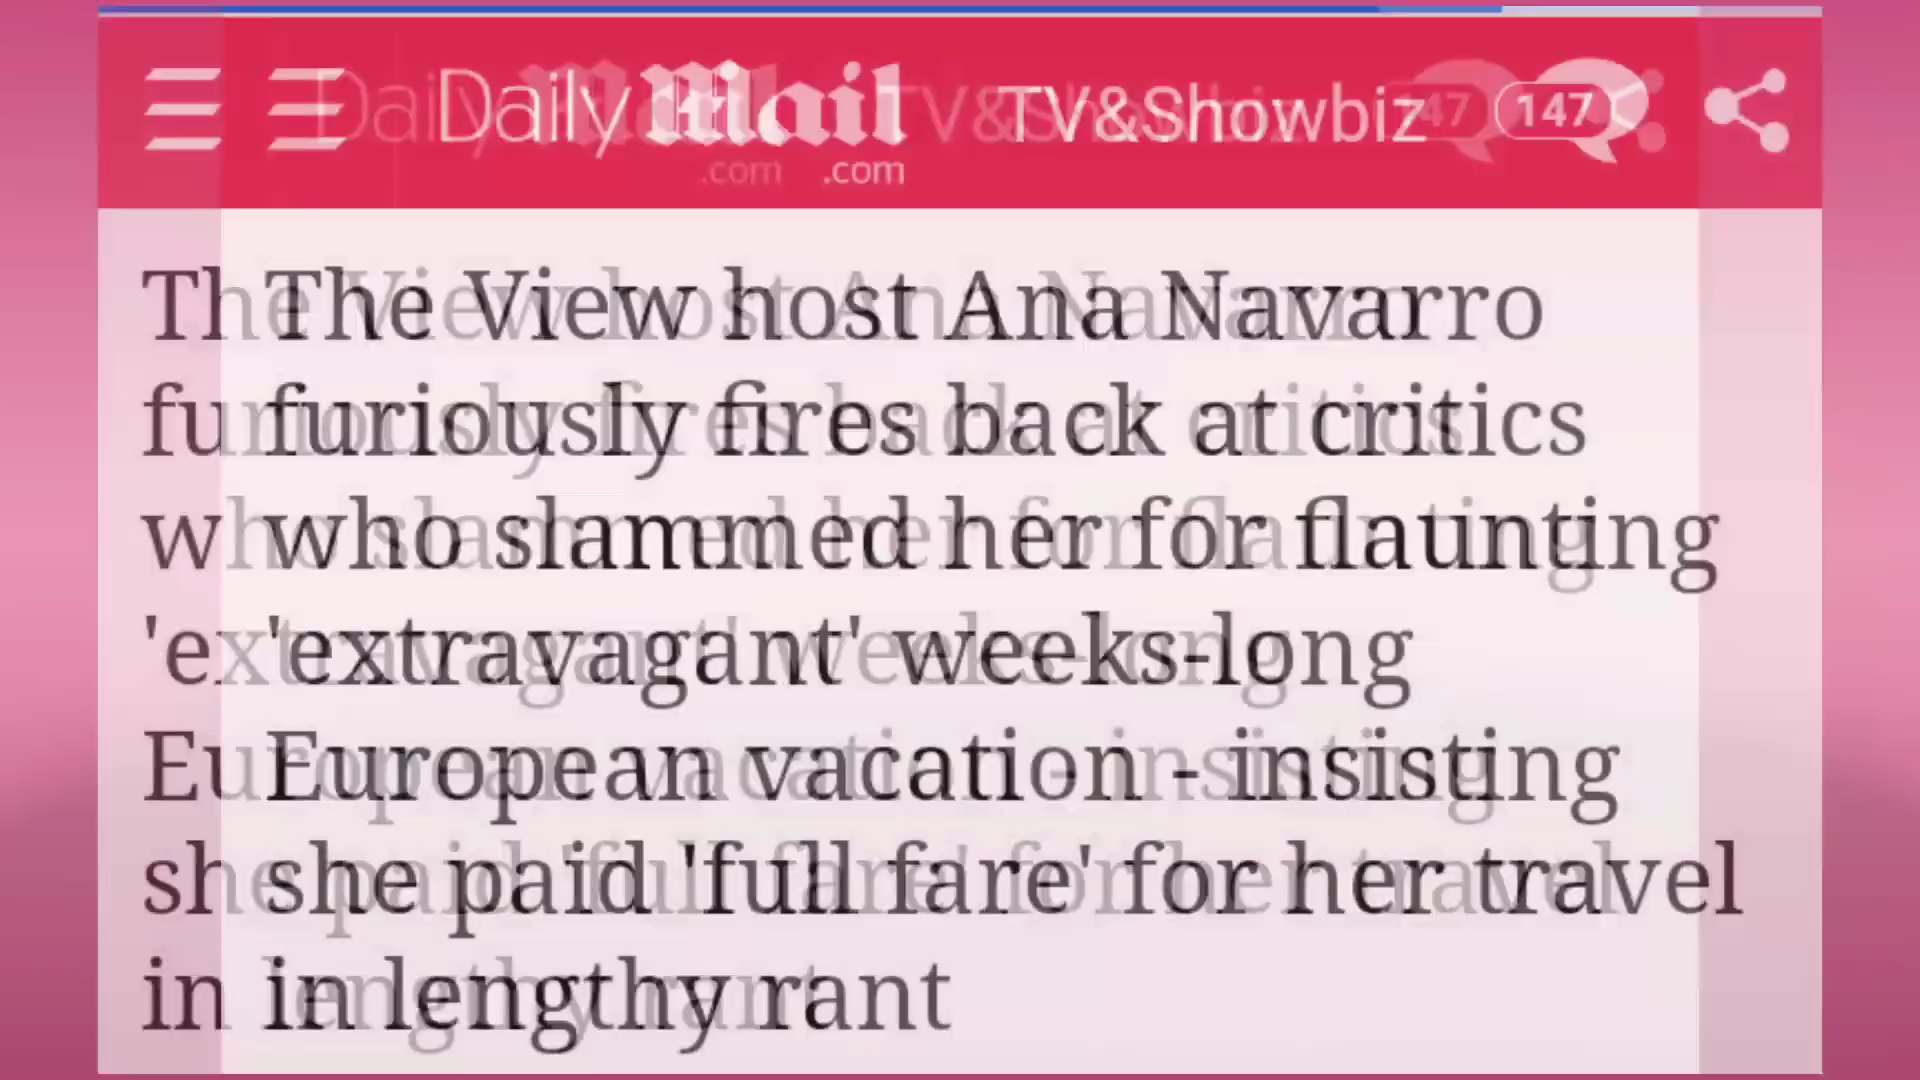 Daily Mail .com TV&Showbiz 147
The View host Ana Navarro
furiously fires back at critics
who slammed her for flaunting
'extravagant' weeks-long
European vacation - insisting
she paid 'full fare' for her travel
in lengthy rant